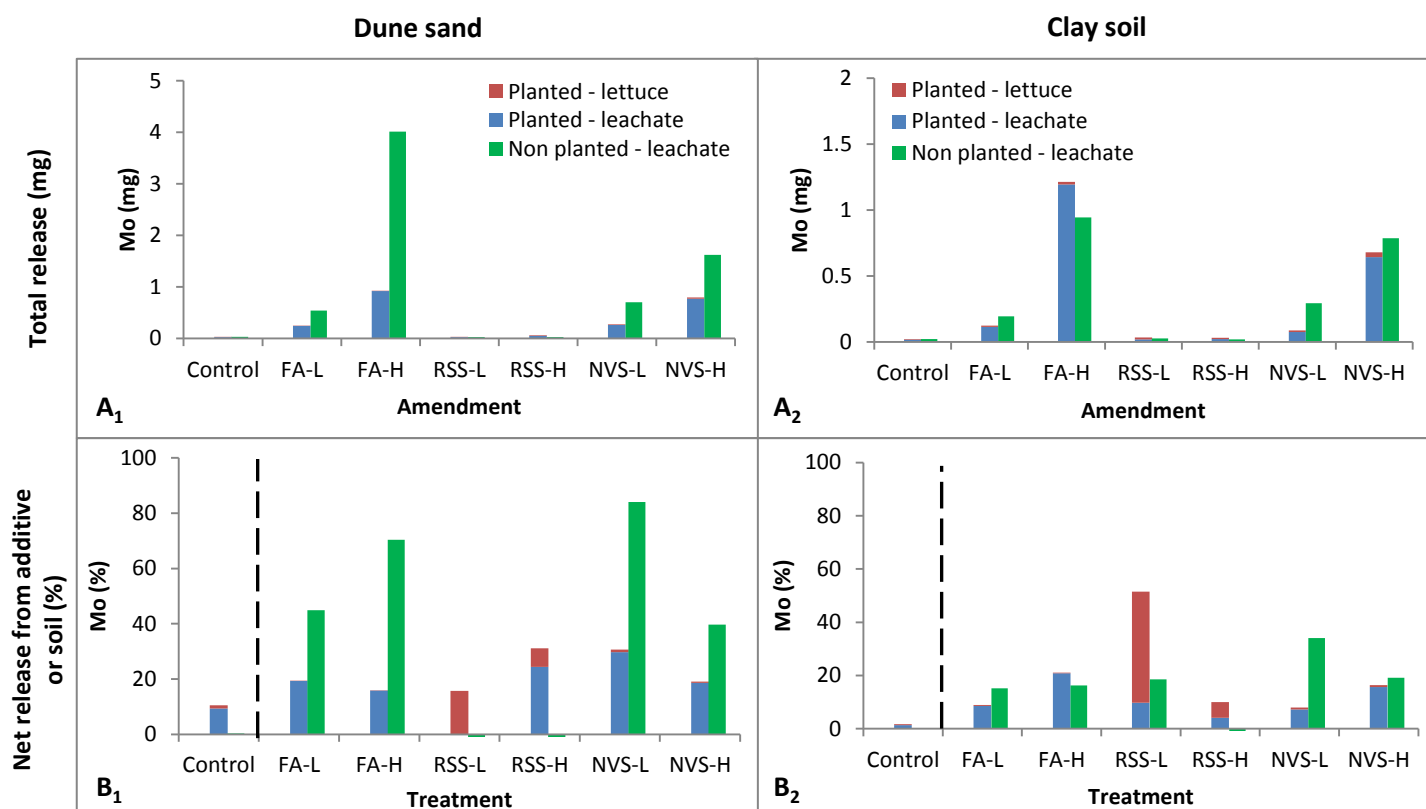 Dune sand
Clay soil
Total release (mg)
Mo (mg)
5
4
3
2
1
0
Planted - lettuce
Planted - leachate
Non planted - leachate
Control FA-L FA-H RSS-L RSS-H NVS-L NVS-H
A1
Amendment
Mo (mg)
2
1.5
1
0.5
0
Planted - lettuce
Planted - leachate
Non planted - leachate
Control FA-L FA-H RSS-L RSS-H NVS-L NVS-H
A2
Amendment
Net release from additive
or soil (%)
Mo (%)
100
80
60
40
20
0
Control FA-L FA-H RSS-L RSS-H NVS-L NVS-H
B1
Treatment
Mo (%)
100
80
60
40
20
0
Control FA-L FA-H RSS-L RSS-H NVS-L NVS-H
B2
Treatment